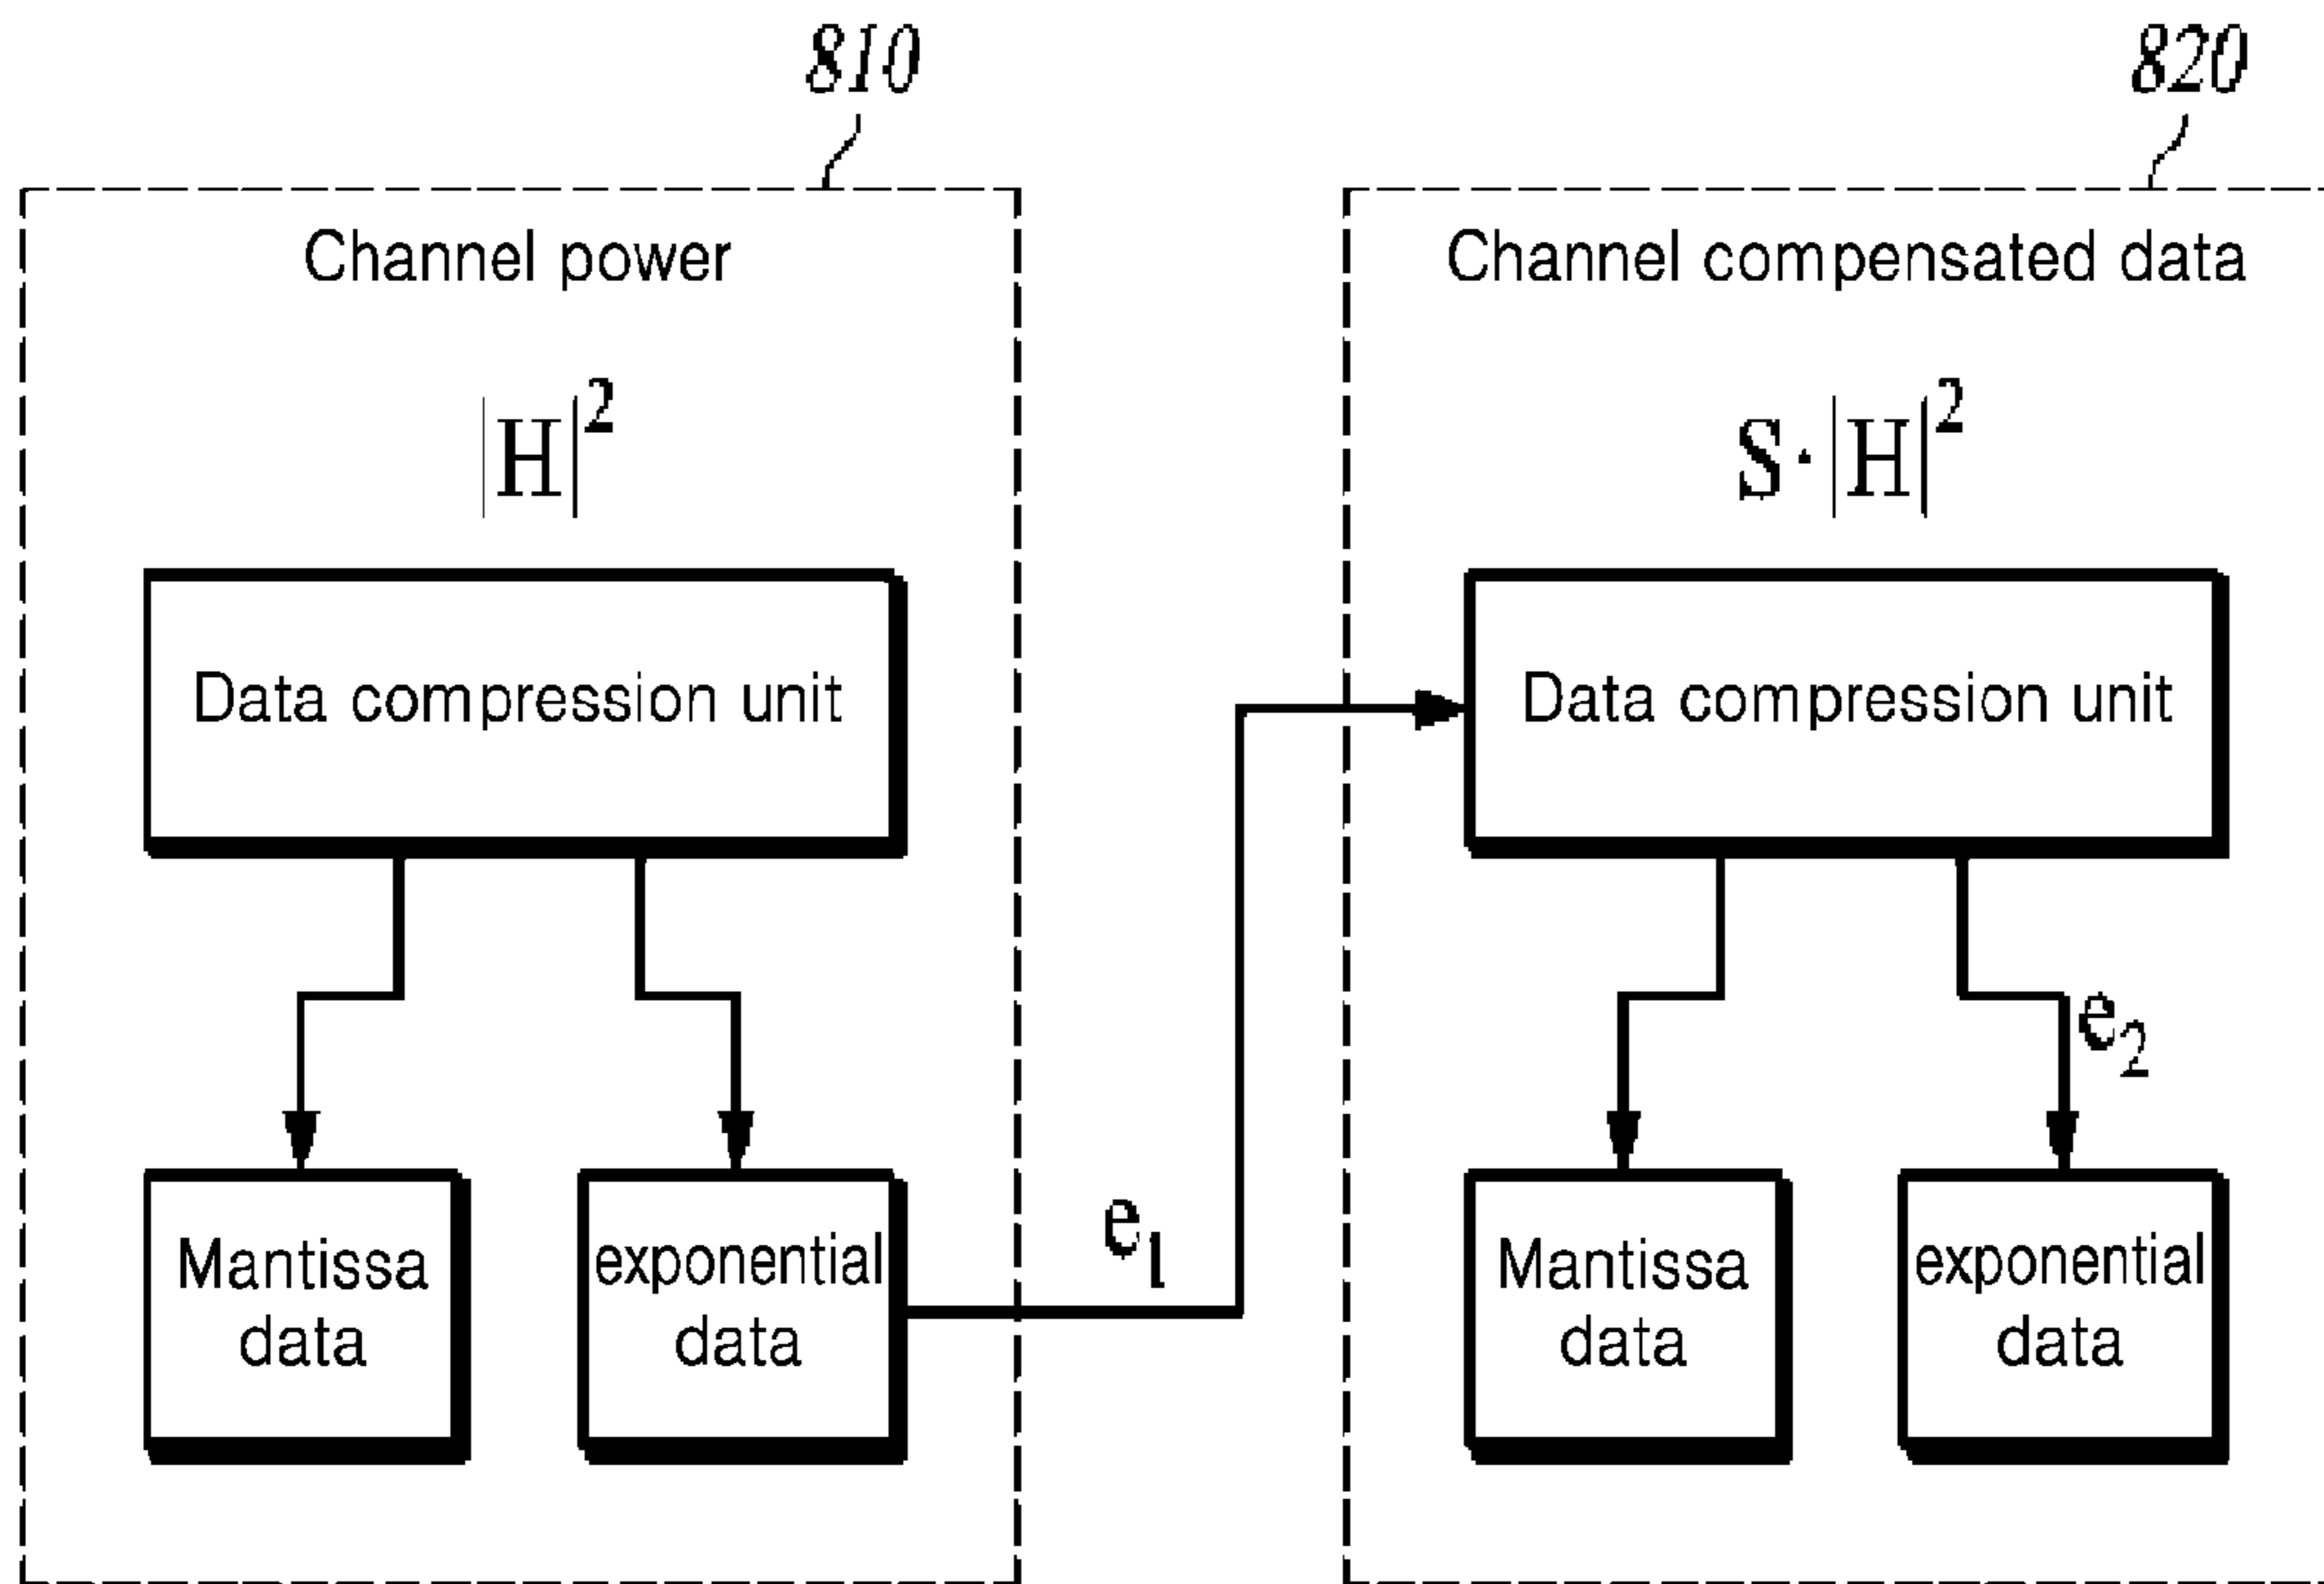 810
820
Channel power
Channel compensated data
|H|²
S·|H|²
Data compression unit
Data compression unit
e₂
Mantissa
data
exponential
data
e₁
Mantissa
data
exponential
data